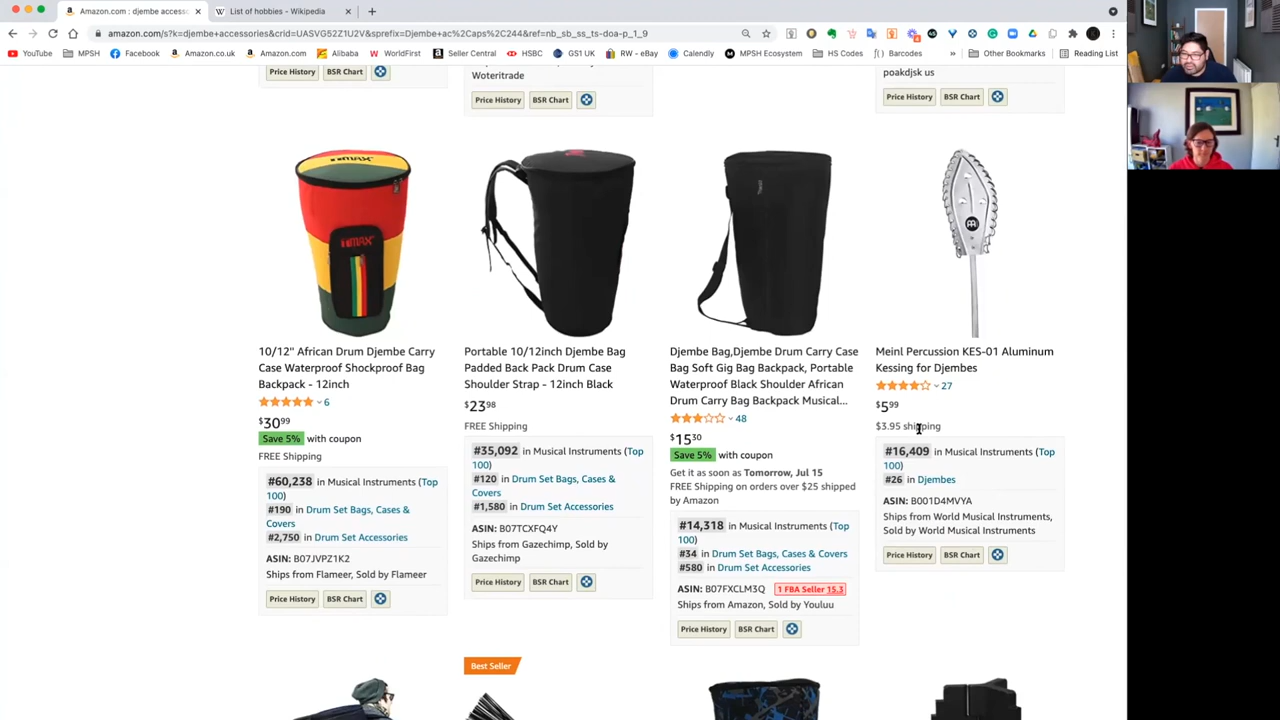 Amazon.com : djembe accesso
List of hobbies - Wikipedia
amazon.com/s?k=djembe+accessories&crid=UASVG52Z1U2V&sprefix=Djembe+ac%2Caps%2C244&ref=nb_sb_ss_ts-doa-p_1_9
YouTube MPSH Facebook Amazon.co.uk Amazon.com Alibaba WorldFirst Seller Central HSBC GS1 UK RW - eBay Calendly MPSH Ecosystem HS Codes Barcodes » Other Bookmarks Reading List
Price History BSR Chart
Woteritrade
Price History BSR Chart
poakdjsk us
Price History BSR Chart
10/12" African Drum Djembe Carry
Case Waterproof Shockproof Bag
Backpack - 12inch
6
$30 99
Save 5% with coupon
FREE Shipping
#60,238 in Musical Instruments (Top
100)
#190 in Drum Set Bags, Cases &
Covers
#2,750 in Drum Set Accessories
ASIN: B07JVPZ1K2
Ships from Flameer, Sold by Flameer
Price History BSR Chart
Portable 10/12inch Djembe Bag
Padded Back Pack Drum Case
Shoulder Strap - 12inch Black
$23 98
FREE Shipping
#35,092 in Musical Instruments (Top
100)
#120 in Drum Set Bags, Cases &
Covers
#1,580 in Drum Set Accessories
ASIN: B07TCXFQ4Y
Ships from Gazechimp, Sold by
Gazechimp
Price History BSR Chart
Djembe Bag,Djembe Drum Carry Case
Bag Soft Gig Bag Backpack, Portable
Waterproof Black Shoulder African
Drum Carry Bag Backpack Musical...
48
$15 30
Save 5% with coupon
Get it as soon as Tomorrow, Jul 15
FREE Shipping on orders over $25 shipped
by Amazon
#14,318 in Musical Instruments (Top
100)
#34 in Drum Set Bags, Cases & Covers
#580 in Drum Set Accessories
ASIN: B07FXCLM3Q 1 FBA Seller 15.3
Ships from Amazon, Sold by Youluu
Price History BSR Chart
Meinl Percussion KES-01 Aluminum
Kessing for Djembes
27
$5 99
$3.95 shipping
#16,409 in Musical Instruments (Top
100)
#26 in Djembes
ASIN: B001D4MVYA
Ships from World Musical Instruments,
Sold by World Musical Instruments
Price History BSR Chart
Best Seller